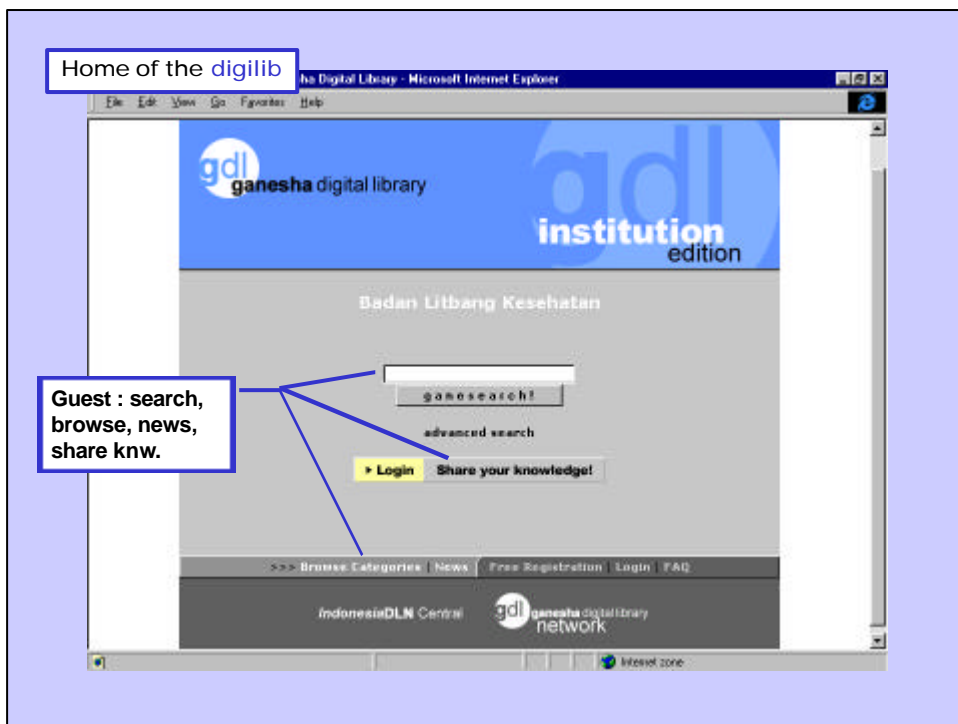 Home of the digilib
ha Digital Library - Microsoft Internet Explorer
File Edit View Go Favorites Help
gdl
ganesha digital library
gdl
institution
edition
Badan Litbang Kesehatan
Guest : search,
browse, news,
share knw.
ganesearch!
advanced search
Login Share your knowledge!
>>> Browse Categories | News Free Registration | Login | FAQ
IndonesiaDLN Central
gdl ganesha digital library
network
Internet zone